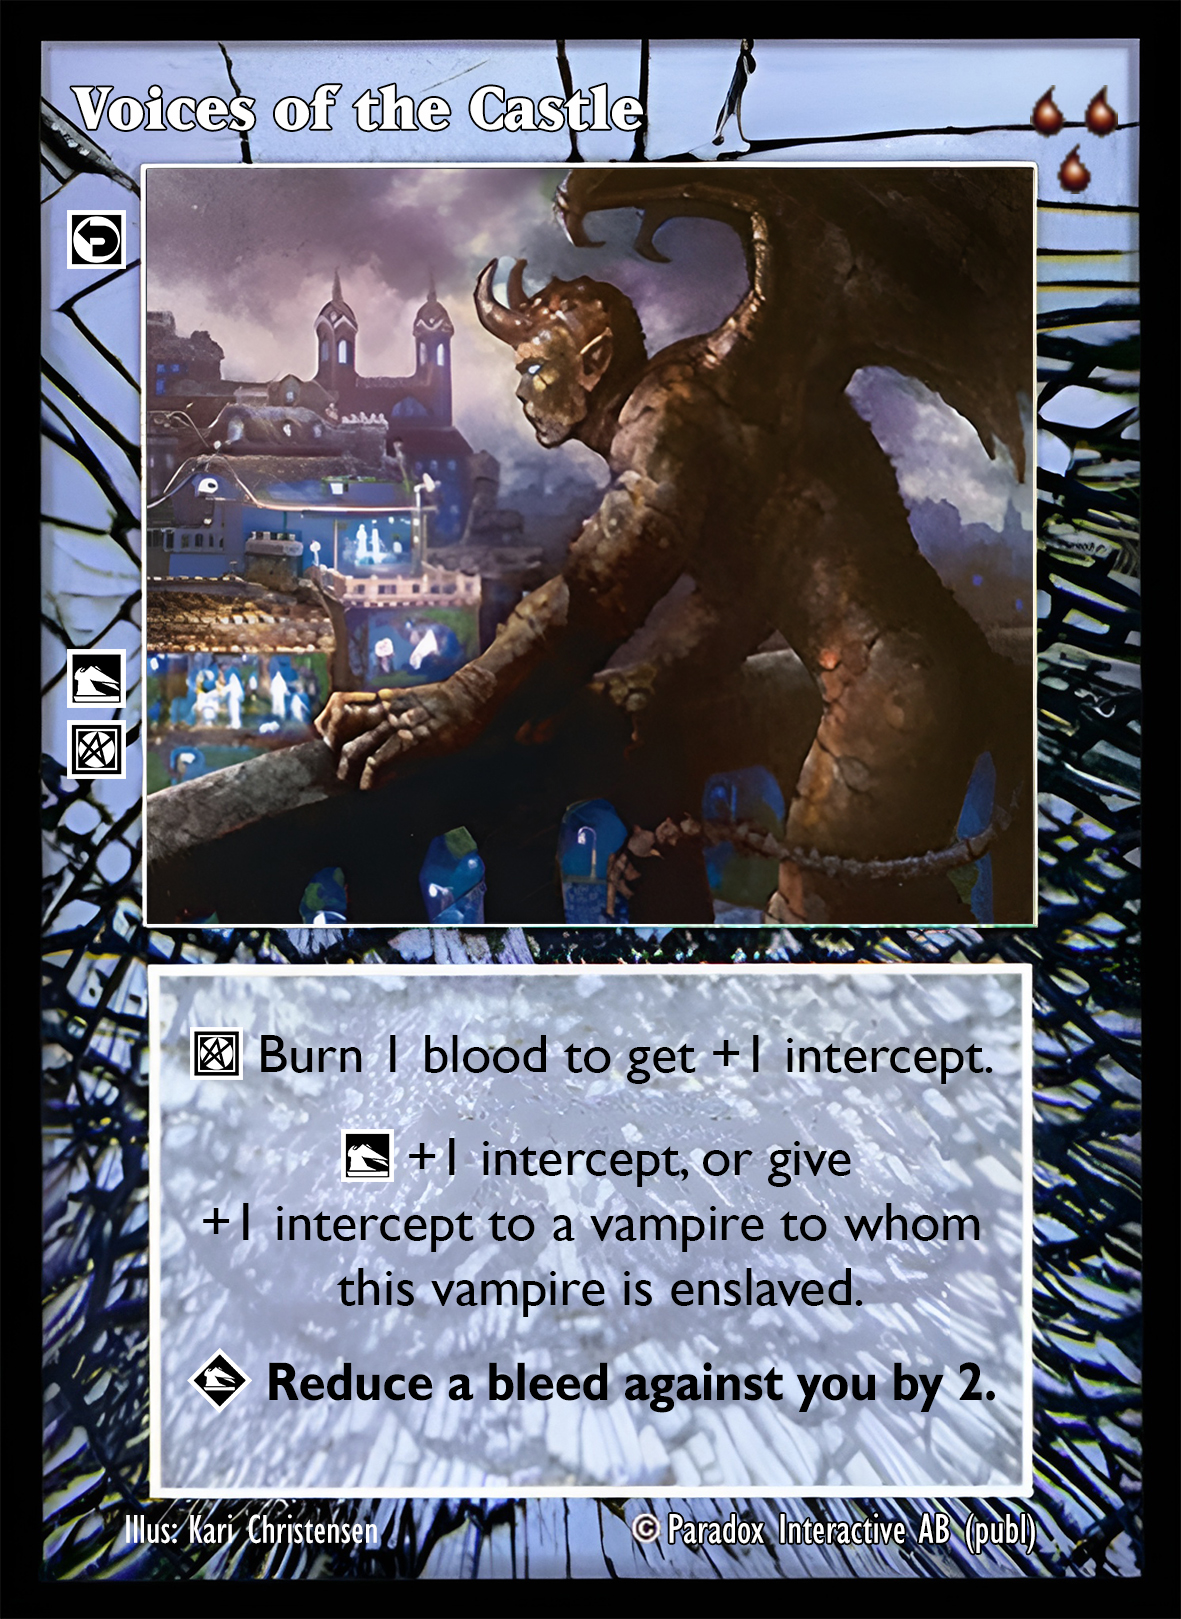 Voices of the Castle
Burn 1 blood to get +1 intercept.
+1 intercept, or give
+1 intercept to a vampire to whom
this vampire is enslaved.
Reduce a bleed against you by 2.
Illus: Kari Christensen
© Paradox Interactive AB (publ)